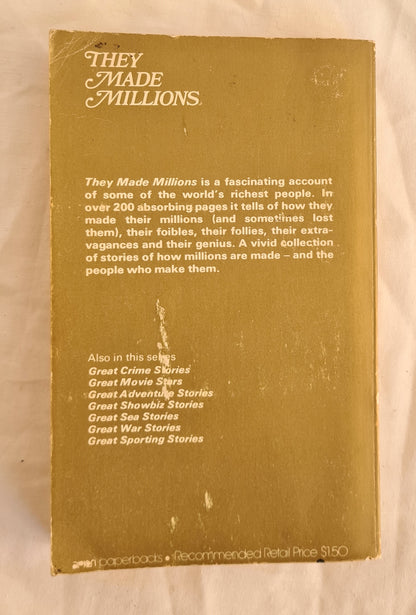 THEY
MADE
MILLIONS
They Made Millions is a fascinating account
of some of the world's richest people. In
over 200 absorbing pages it tells of how they
made their millions (and sometimes lost
them), their foibles, their follies, their extra-
vagances and their genius. A vivid collection
of stories of how millions are made – and the
people who make them.
Also in this series
Great Crime Stories
Great Movie Stars
Great Adventure Stories
Great Showbiz Stories
Great Sea Stories
Great War Stories
Great Sporting Stories
paperbacks • Recommended Retail Price $1.50